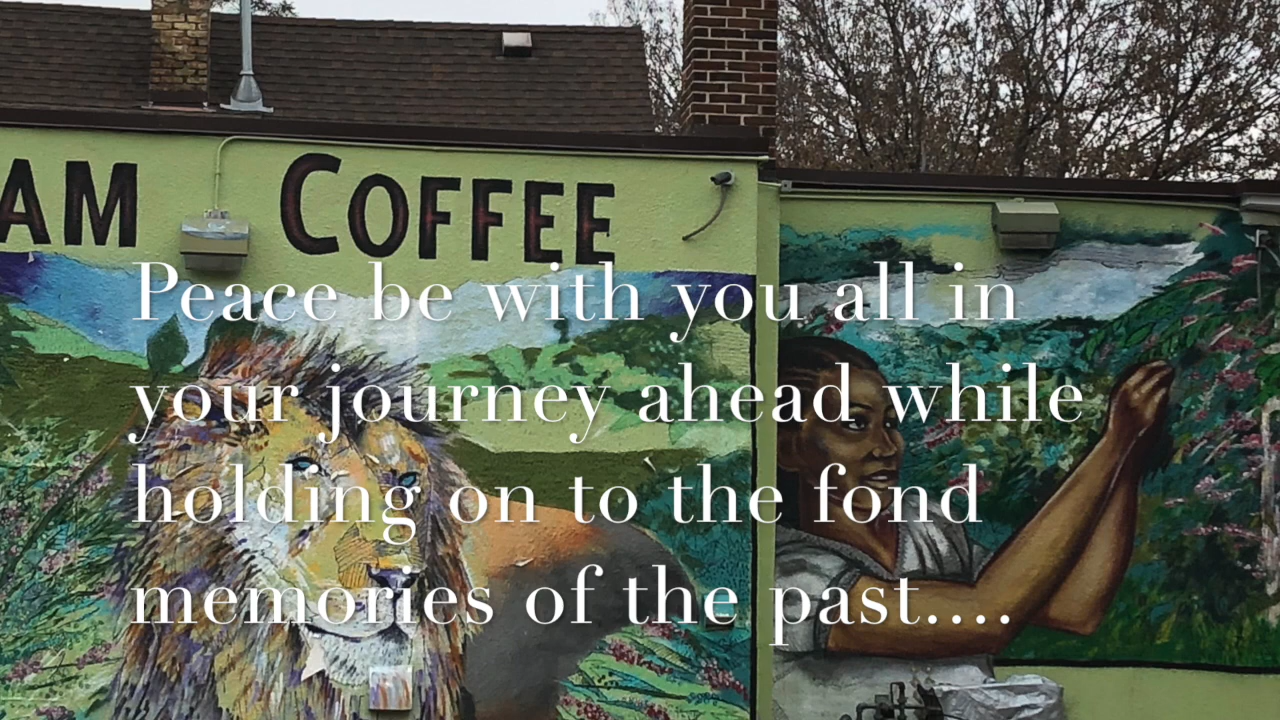 AM COFFEE
Peace be with you all in
your journey ahead while
holding on to the fond
memories of the past....